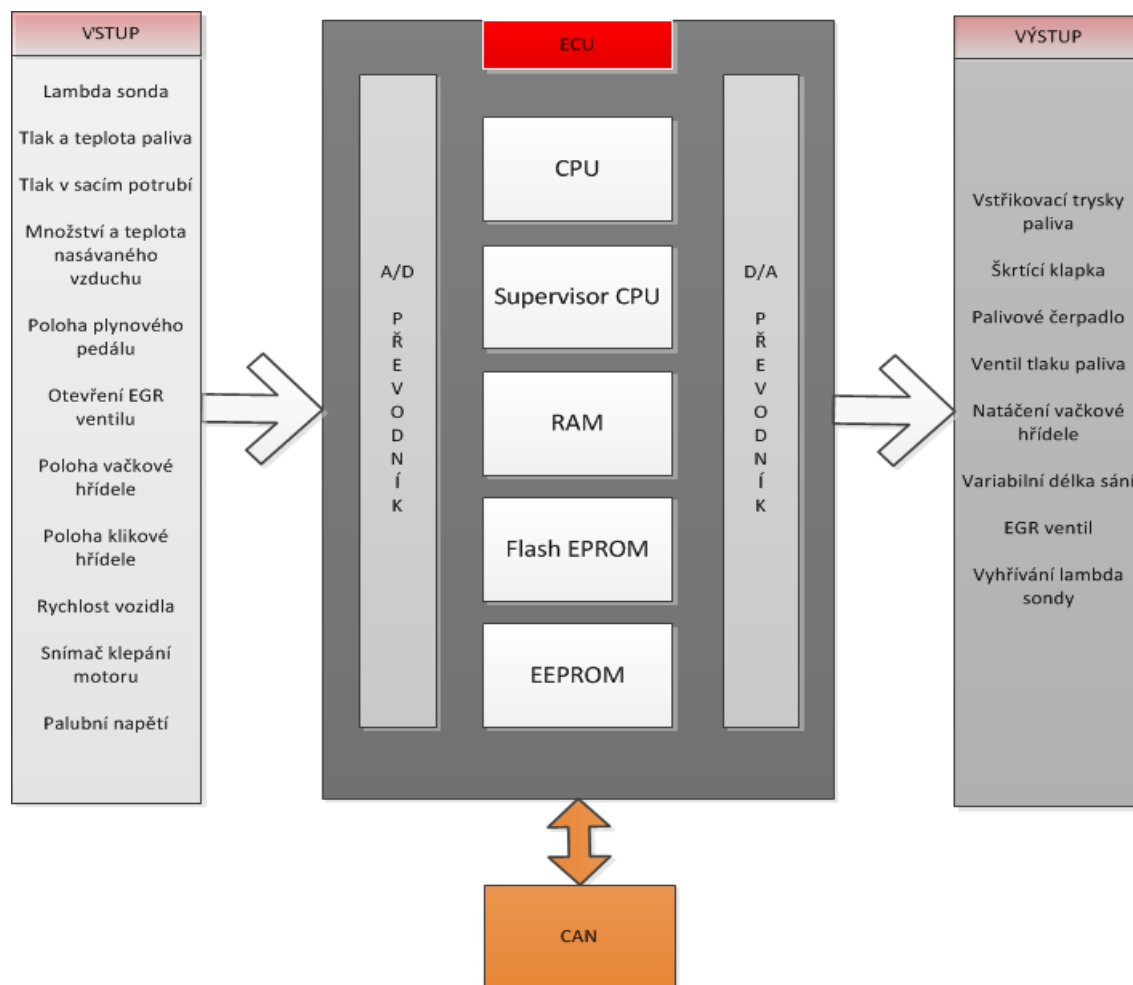 VSTUP
Lambda sonda
Tlak a teplota paliva
Tlak v sacím potrubí
Množství a teplota
nasávaného
vzduchu
Poloha plynového
pedálu
Otevření EGR
ventilu
Poloha vačkové
hřídele
Poloha klikové
hřídele
Rychlost vozidla
Snímač klepání
motoru
Palubní napětí
ECU
A/D
P
Ř
E
V
O
D
N
Í
K
CPU
Supervisor CPU
RAM
Flash EPROM
EEPROM
D/A
P
Ř
E
V
O
D
N
Í
K
VÝSTUP
Vstřikovací trysky
paliva
Škrtící klapka
Palivové čerpadlo
Ventil tlaku paliva
Natáčení vačkové
hřídele
Variabilní délka sání
EGR ventil
Vyhřívání lambda
sondy
CAN